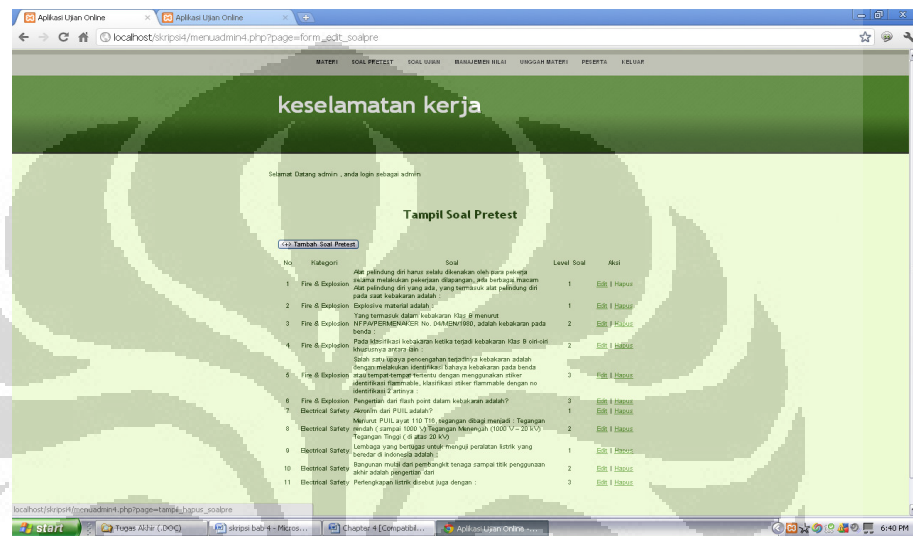 Aplikasi Ujian Online × Aplikasi Ujian Online ×
localhost/skripsi4/menuadmin4.php?page=form_edit_soalpre
MATERI SOAL PRETEST SOAL UJIAN MANAJEMEN NILAI UNGGAH MATERI PESERTA KELUAR
keselamatan kerja
Selamat Datang admin , anda login sebagai admin
Tampil Soal Pretest
(+) Tambah Soal Pretest
No Kategori Soal Level Soal Aksi
1 Fire & Explosion Alat pelindung diri harus selalu dikenakan oleh para pekerja selama melakukan pekerjaan dilapangan, ada berbagai macam Alat pelindung diri yang ada, yang termasuk alat pelindung diri pada saat kebakaran adalah : 1 Edit | Hapus
2 Fire & Explosion Explosive material adalah : 1 Edit | Hapus
3 Fire & Explosion Yang termasuk dalam kebakaran Klas B menurut NFPA/PERMENAKER No. 04/MEN/1980, adalah kebakaran pada benda : 2 Edit | Hapus
4 Fire & Explosion Pada klasifikasi kebakaran ketika terjadi kebakaran Klas B ciri-ciri khususnya antara lain : 2 Edit | Hapus
5 Fire & Explosion Salah satu upaya pencengahan terjadinya kebakaran adalah dengan melakukan identifikasi bahaya kebakaran pada benda atau tempat-tempat tertentu dengan menggunakan stiker identifikasi flammable, klasifikasi stiker flammable dengan no identifikasi 2 artinya : 3 Edit | Hapus
6 Fire & Explosion Pengertian dari flash point dalam kebakaran adalah? 3 Edit | Hapus
7 Electrical Safety Akronim dari PUIL adalah? 1 Edit | Hapus
8 Electrical Safety Menurut PUIL ayat 110 T16, tegangan dibagi menjadi : Tegangan rendah ( sampai 1000 V) Tegangan Menengah (1000 V – 20 kV) Tegangan Tinggi ( di atas 20 kV) 2 Edit | Hapus
9 Electrical Safety Lembaga yang bertugas untuk menguji peralatan listrik yang beredar di indonesia adalah : 1 Edit | Hapus
10 Electrical Safety Bangunan mulai dari pembangkit tenaga sampai titik penggunaan akhir adalah pengertian dari 2 Edit | Hapus
11 Electrical Safety Perlengkapan listrik disebut juga dengan : 3 Edit | Hapus
localhost/skripsi4/menuadmin4.php?page=tampil_hapus_soalpre
start Tugas Akhir (.DOC) skripsi bab 4 - Micros... Chapter 4 [Compatibil... Aplikasi Ujian Online -... 6:40 PM